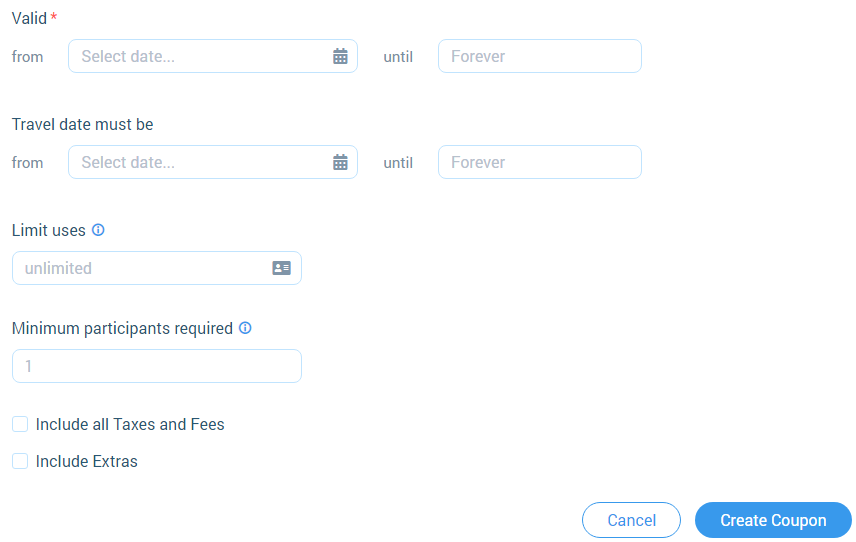 Valid *
from Select date... until Forever
Travel date must be
from Select date... until Forever
Limit uses
unlimited
Minimum participants required
1
Include all Taxes and Fees
Include Extras
Cancel Create Coupon